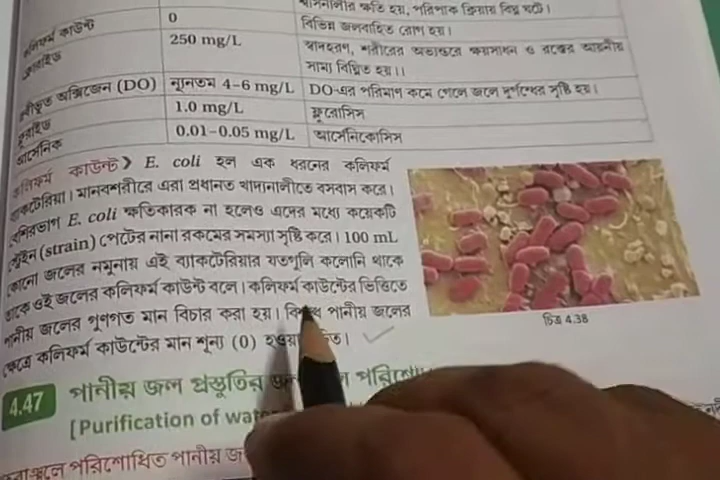 খাদ্যনালীর ক্ষতি হয়, পরিপাক ক্রিয়ায় বিঘ্ন ঘটে।
কলিফর্ম কাউন্ট 0 বিভিন্ন জলবাহিত রোগ হয়।
ক্লোরাইড 250 mg/L স্বাদহরণ, শরীরের অভ্যন্তরে ক্ষয়সাধন ও রক্তের আয়নীয়
সাম্য বিঘ্নিত হয়।।
দ্রবীভূত অক্সিজেন (DO) ন্যূনতম 4-6 mg/L DO-এর পরিমাণ কমে গেলে জলে দুর্গন্ধের সৃষ্টি হয়।
ফ্লুরাইড 1.0 mg/L ফ্লুরোসিস
আর্সেনিক 0.01-0.05 mg/L আর্সেনিকোসিস
কলিফর্ম কাউন্ট❯ E. coli হল এক ধরনের কলিফর্ম
ব্যাকটেরিয়া। মানবশরীরে এরা প্রধানত খাদ্যনালীতে বসবাস করে।
বেশিরভাগ E. coli ক্ষতিকারক না হলেও এদের মধ্যে কয়েকটি
স্ট্রেইন (strain) পেটের নানা রকমের সমস্যা সৃষ্টি করে। 100 mL
কোনো জলের নমুনায় এই ব্যাকটেরিয়ার যতগুলি কলোনি থাকে
তাকে ওই জলের কলিফর্ম কাউন্ট বলে। কলিফর্ম কাউন্টের ভিত্তিতে
পানীয় জলের গুণগত মান বিচার করা হয়। পানীয় জলের
ক্ষেত্রে কলিফর্ম কাউন্টের মান শূন্য (0)
চিত্র 4.38
4.47 পানীয় জল প্রস্তুতির
[Purification of
পরিশোধিত পানীয়